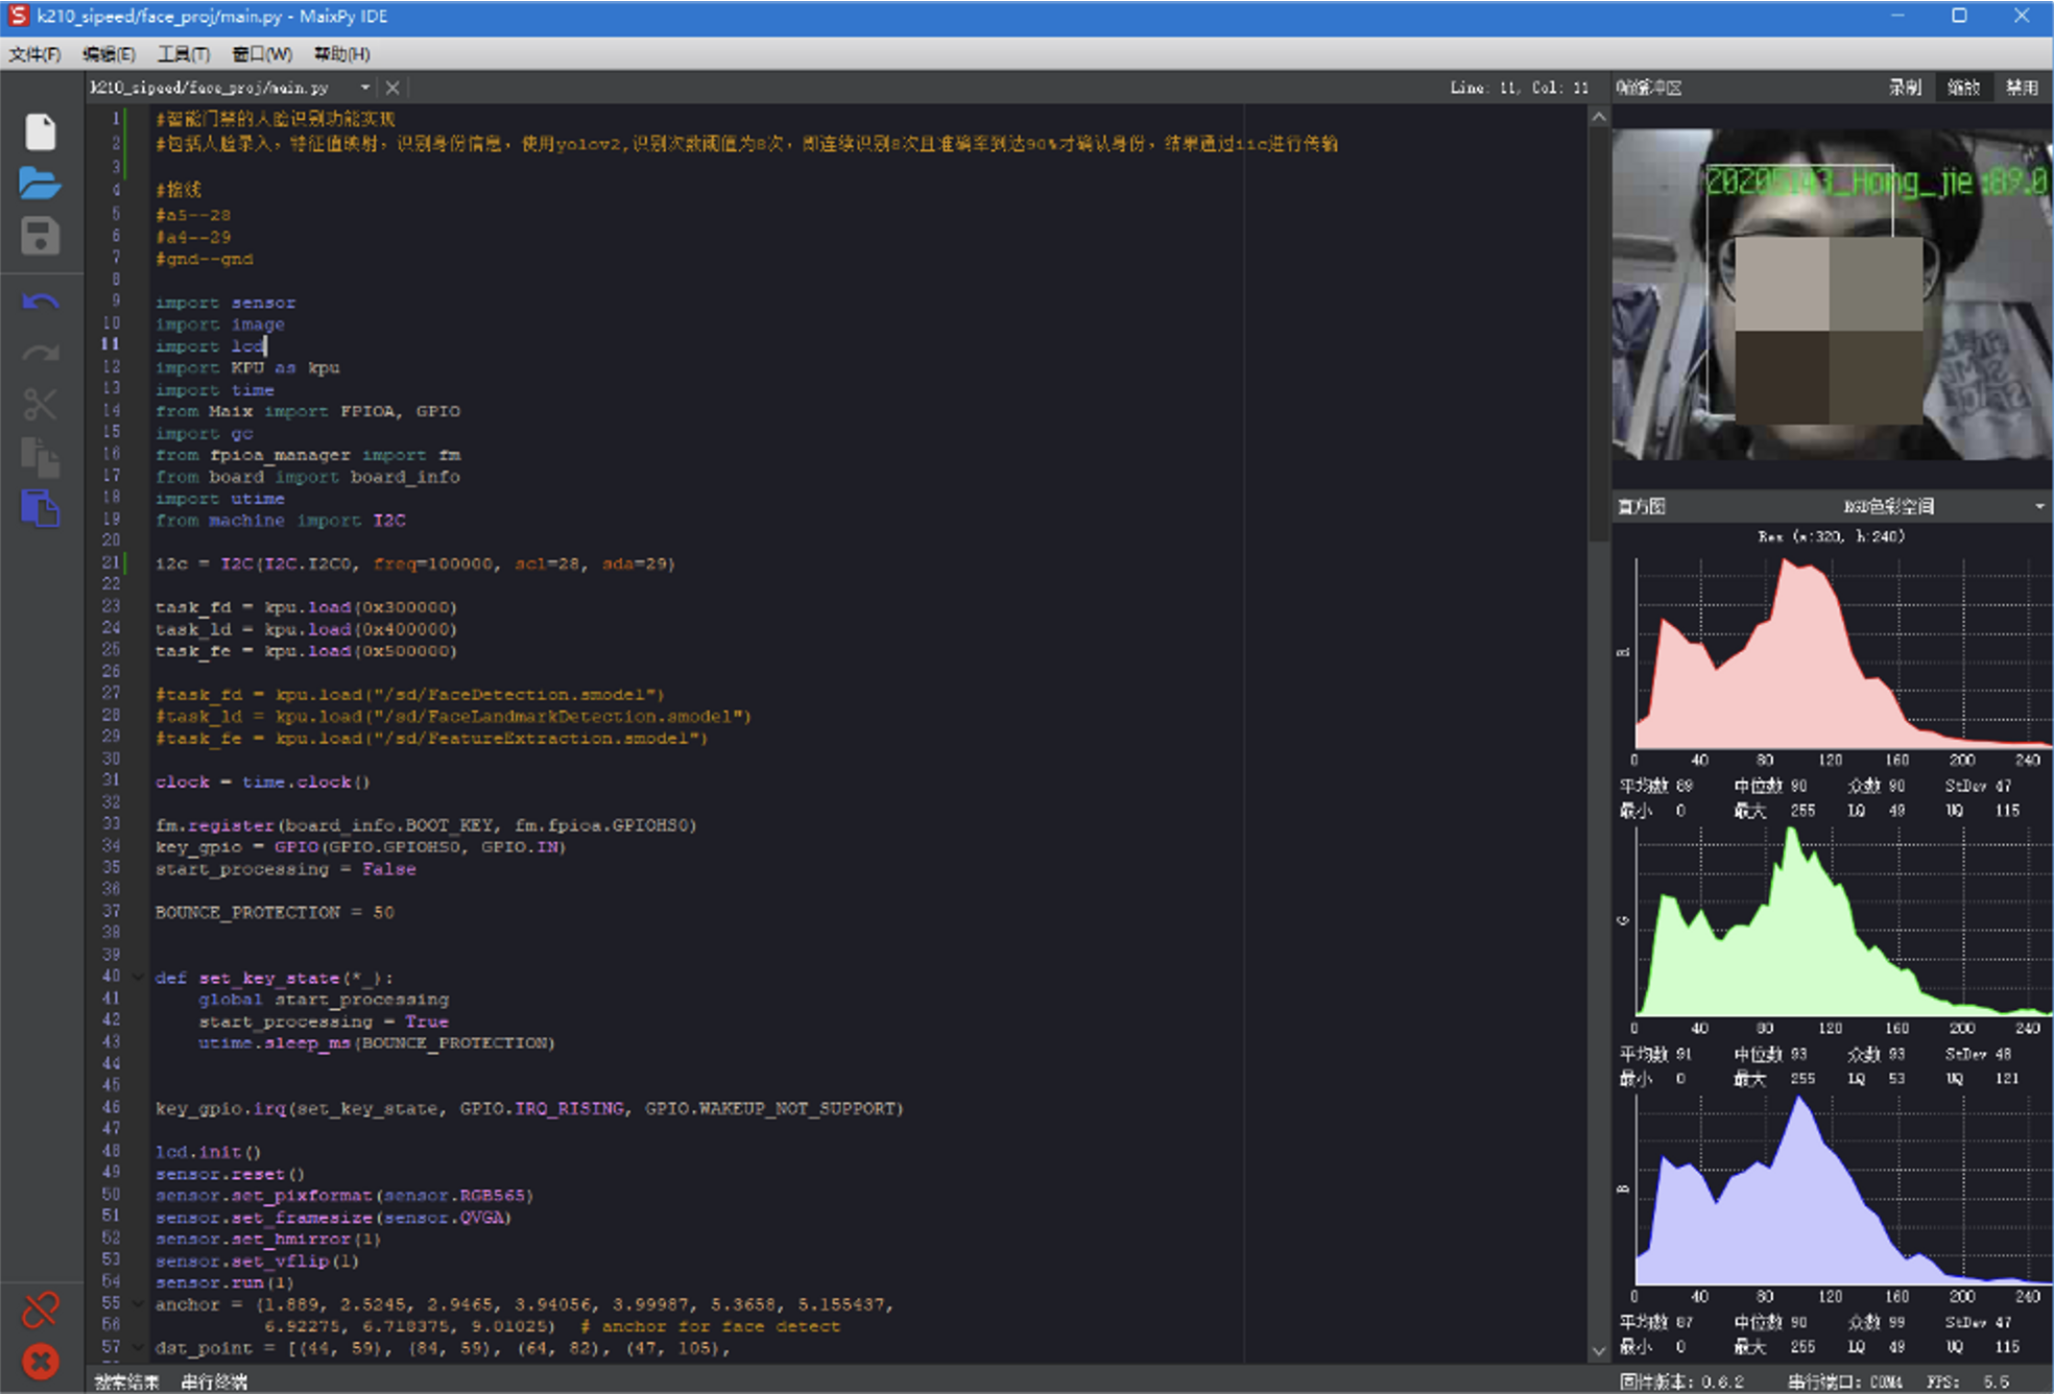 k210_sipeed/face_proj/main.py - MaixPy IDE
文件(F) 编辑(E) 工具(T) 窗口(W) 帮助(H)
k210_sipeed/face_proj/main.py
Line: 11, Col: 11
帧缓冲区 录制 缩放 禁用
1 #智能门禁的人脸识别功能实现
2 #包括人脸录入，特征值映射，识别身份信息，使用yolov2,识别次数阈值为8次，即连续识别8次且准确率到达90%才确认身份，结果通过iic进行传输
3
4 #接线
5 #a5--28
6 #a4--29
7 #gnd--gnd
8
9 import sensor
10 import image
11 import lcd
12 import KPU as kpu
13 import time
14 from Maix import FPIOA, GPIO
15 import gc
16 from fpioa_manager import fm
17 from board import board_info
18 import utime
19 from machine import I2C
20
21 i2c = I2C(I2C.I2C0, freq=100000, scl=28, sda=29)
22
23 task_fd = kpu.load(0x300000)
24 task_ld = kpu.load(0x400000)
25 task_fe = kpu.load(0x500000)
26
27 #task_fd = kpu.load("/sd/FaceDetection.smodel")
28 #task_ld = kpu.load("/sd/FaceLandmarkDetection.smodel")
29 #task_fe = kpu.load("/sd/FeatureExtraction.smodel")
30
31 clock = time.clock()
32
33 fm.register(board_info.BOOT_KEY, fm.fpioa.GPIOHS0)
34 key_gpio = GPIO(GPIO.GPIOHS0, GPIO.IN)
35 start_processing = False
36
37 BOUNCE_PROTECTION = 50
38
39
40 def set_key_state(*_):
41 global start_processing
42 start_processing = True
43 utime.sleep_ms(BOUNCE_PROTECTION)
44
45
46 key_gpio.irq(set_key_state, GPIO.IRQ_RISING, GPIO.WAKEUP_NOT_SUPPORT)
47
48 lcd.init()
49 sensor.reset()
50 sensor.set_pixformat(sensor.RGB565)
51 sensor.set_framesize(sensor.QVGA)
52 sensor.set_hmirror(1)
53 sensor.set_vflip(1)
54 sensor.run(1)
55 anchor = (1.889, 2.5245, 2.9465, 3.94056, 3.99987, 5.3658, 5.155437,
56 6.92275, 6.718375, 9.01025) # anchor for face detect
57 dst_point = [(44, 59), (84, 59), (64, 82), (47, 105),
搜索结果 串行终端
Hong_jie:89.0
直方图 RGB色彩空间
Res (w:320, h:240)
R
0 40 80 120 160 200 240
平均数 89 中位数 90 众数 90 StDev 47
最小 0 最大 255 LQ 49 UQ 115
G
0 40 80 120 160 200 240
平均数 91 中位数 93 众数 93 StDev 48
最小 0 最大 255 LQ 53 UQ 121
B
0 40 80 120 160 200 240
平均数 87 中位数 90 众数 99 StDev 47
最小 0 最大 255 LQ 49 UQ 115
固件版本: 0.6.2 串行端口: COM4 FPS: 5.5